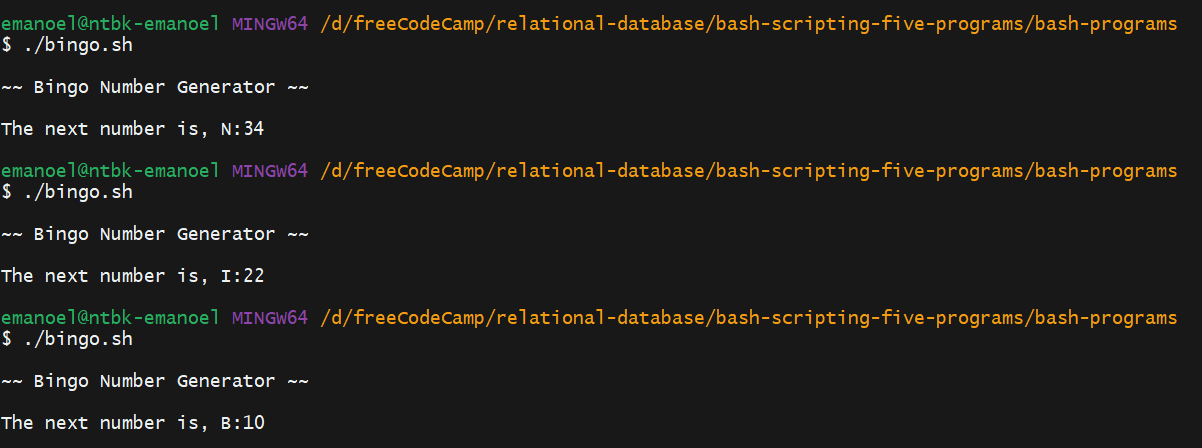 emanoel@ntbk-emanoel MINGW64 /d/freeCodeCamp/relational-database/bash-scripting-five-programs/bash-programs
$ ./bingo.sh
~~ Bingo Number Generator ~~
The next number is, N:34
emanoel@ntbk-emanoel MINGW64 /d/freeCodeCamp/relational-database/bash-scripting-five-programs/bash-programs
$ ./bingo.sh
~~ Bingo Number Generator ~~
The next number is, I:22
emanoel@ntbk-emanoel MINGW64 /d/freeCodeCamp/relational-database/bash-scripting-five-programs/bash-programs
$ ./bingo.sh
~~ Bingo Number Generator ~~
The next number is, B:10